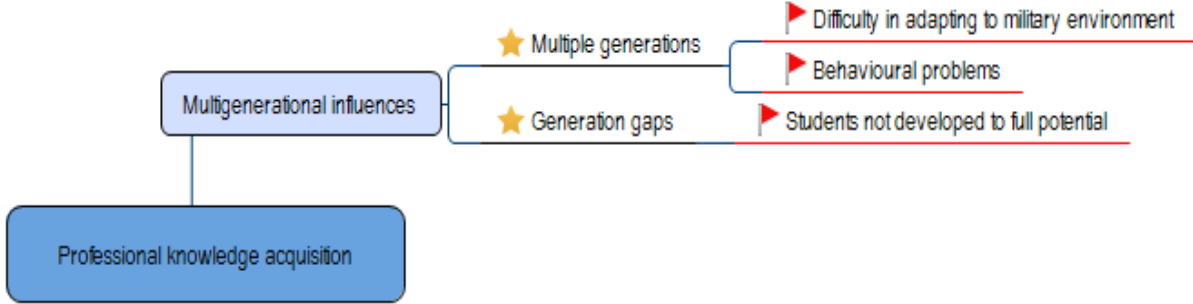 Difficulty in adapting to military environment
Multiple generations
Behavioural problems
Multigenerational influences
Generation gaps
Students not developed to full potential
Professional knowledge acquisition